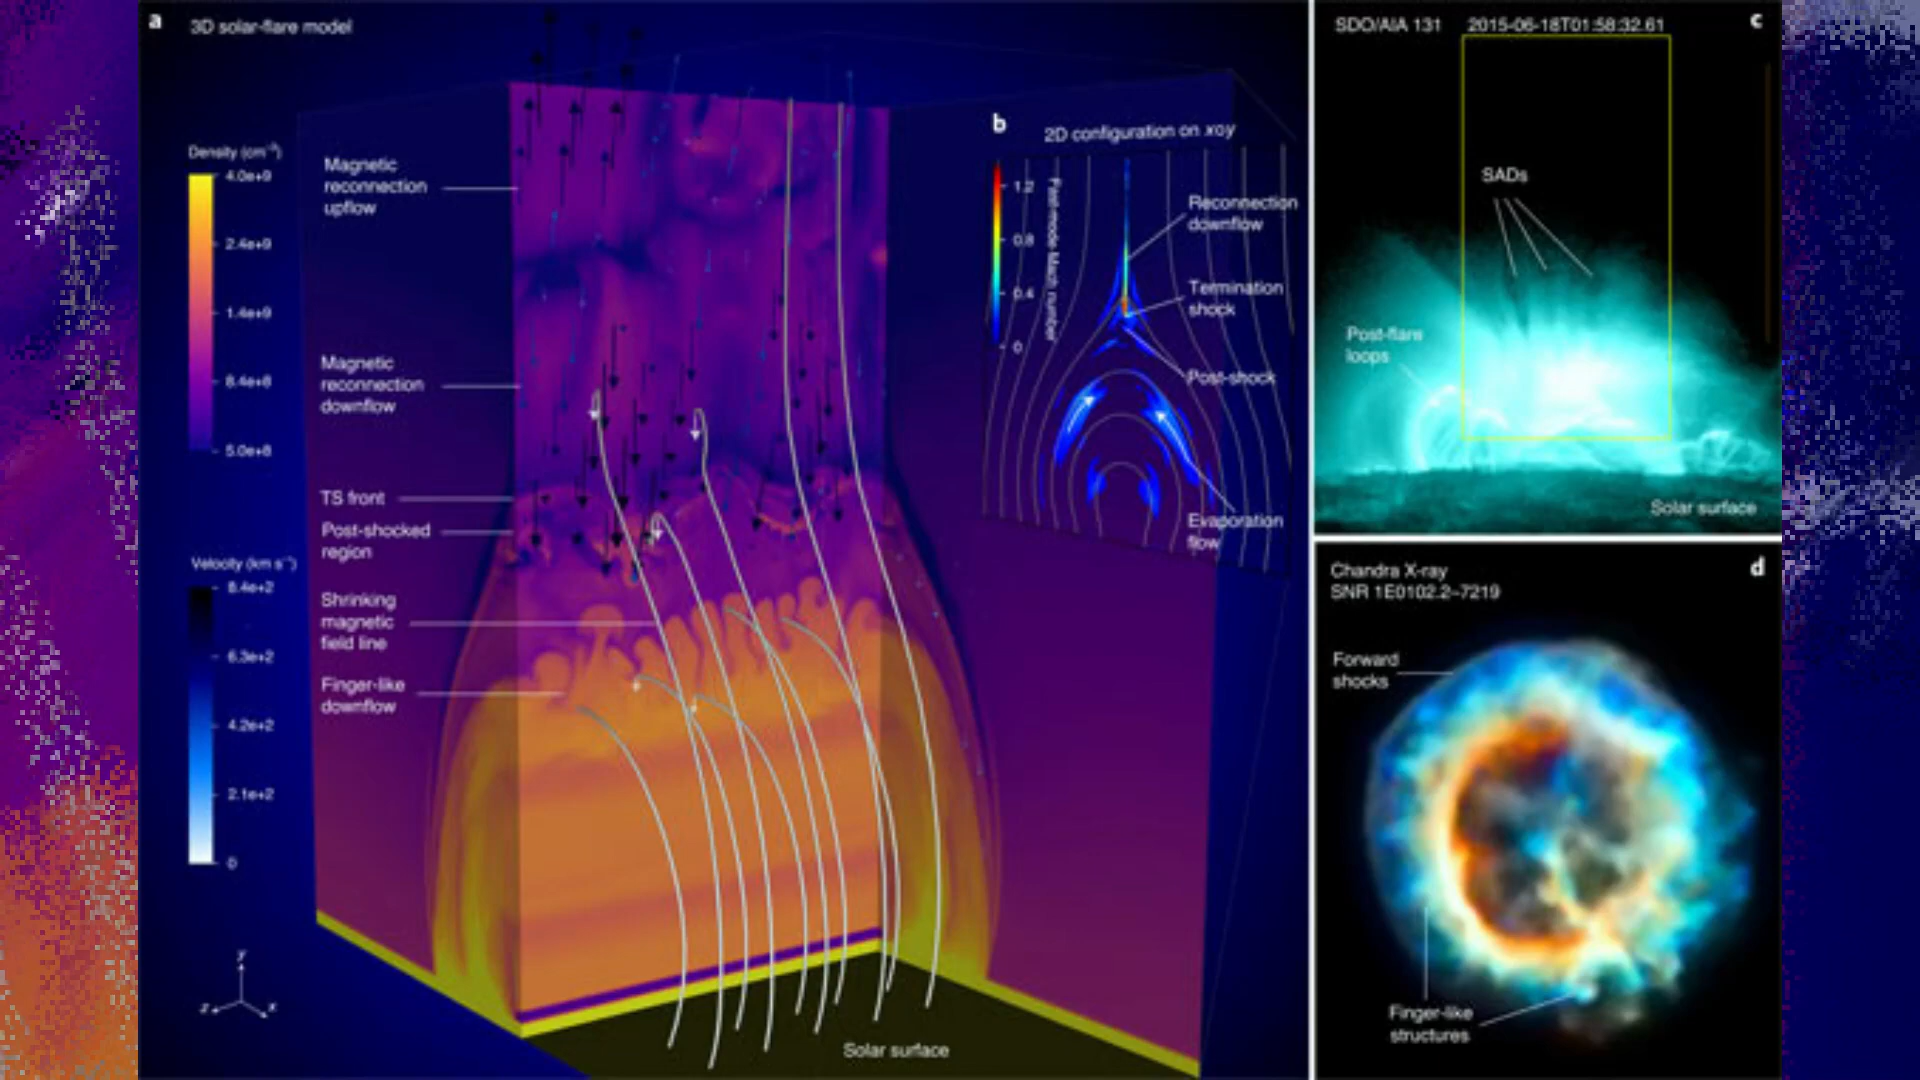 a
3D solar-flare model
Density (cm⁻³)
4.0e+9
2.4e+9
1.4e+9
8.4e+8
5.0e+8
Velocity (km s⁻¹)
8.4e+2
6.3e+2
4.2e+2
2.1e+2
0
y
z
x
Magnetic
reconnection
upflow
Magnetic
reconnection
downflow
TS front
Post-shocked
region
Shrinking
magnetic
field line
Finger-like
downflow
Solar surface
b
2D configuration on xoy
1.2
0.8
0.4
0
Fast-mode Mach number
Reconnection
downflow
Termination
shock
Post-shock
Evaporation
flow
SDO/AIA 131 2015-06-18T01:58:32.61
c
SADs
Post-flare
loops
Solar surface
Chandra X-ray
d
SNR 1E0102.2–7219
Forward
shocks
Finger-like
structures